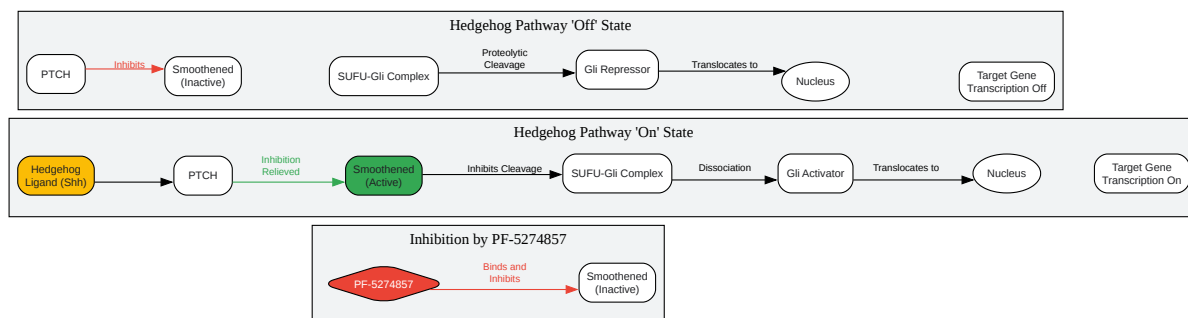 Hedgehog Pathway 'Off' State
PTCH
Inhibits
Smoothened
(Inactive)
SUFU-Gli Complex
Proteolytic
Cleavage
Gli Repressor
Translocates to
Nucleus
Target Gene
Transcription Off
Hedgehog Pathway 'On' State
Hedgehog
Ligand (Shh)
PTCH
Inhibition
Relieved
Smoothened
(Active)
Inhibits Cleavage
SUFU-Gli Complex
Dissociation
Gli Activator
Translocates to
Nucleus
Target Gene
Transcription On
Inhibition by PF-5274857
PF-5274857
Binds and
Inhibits
Smoothened
(Inactive)